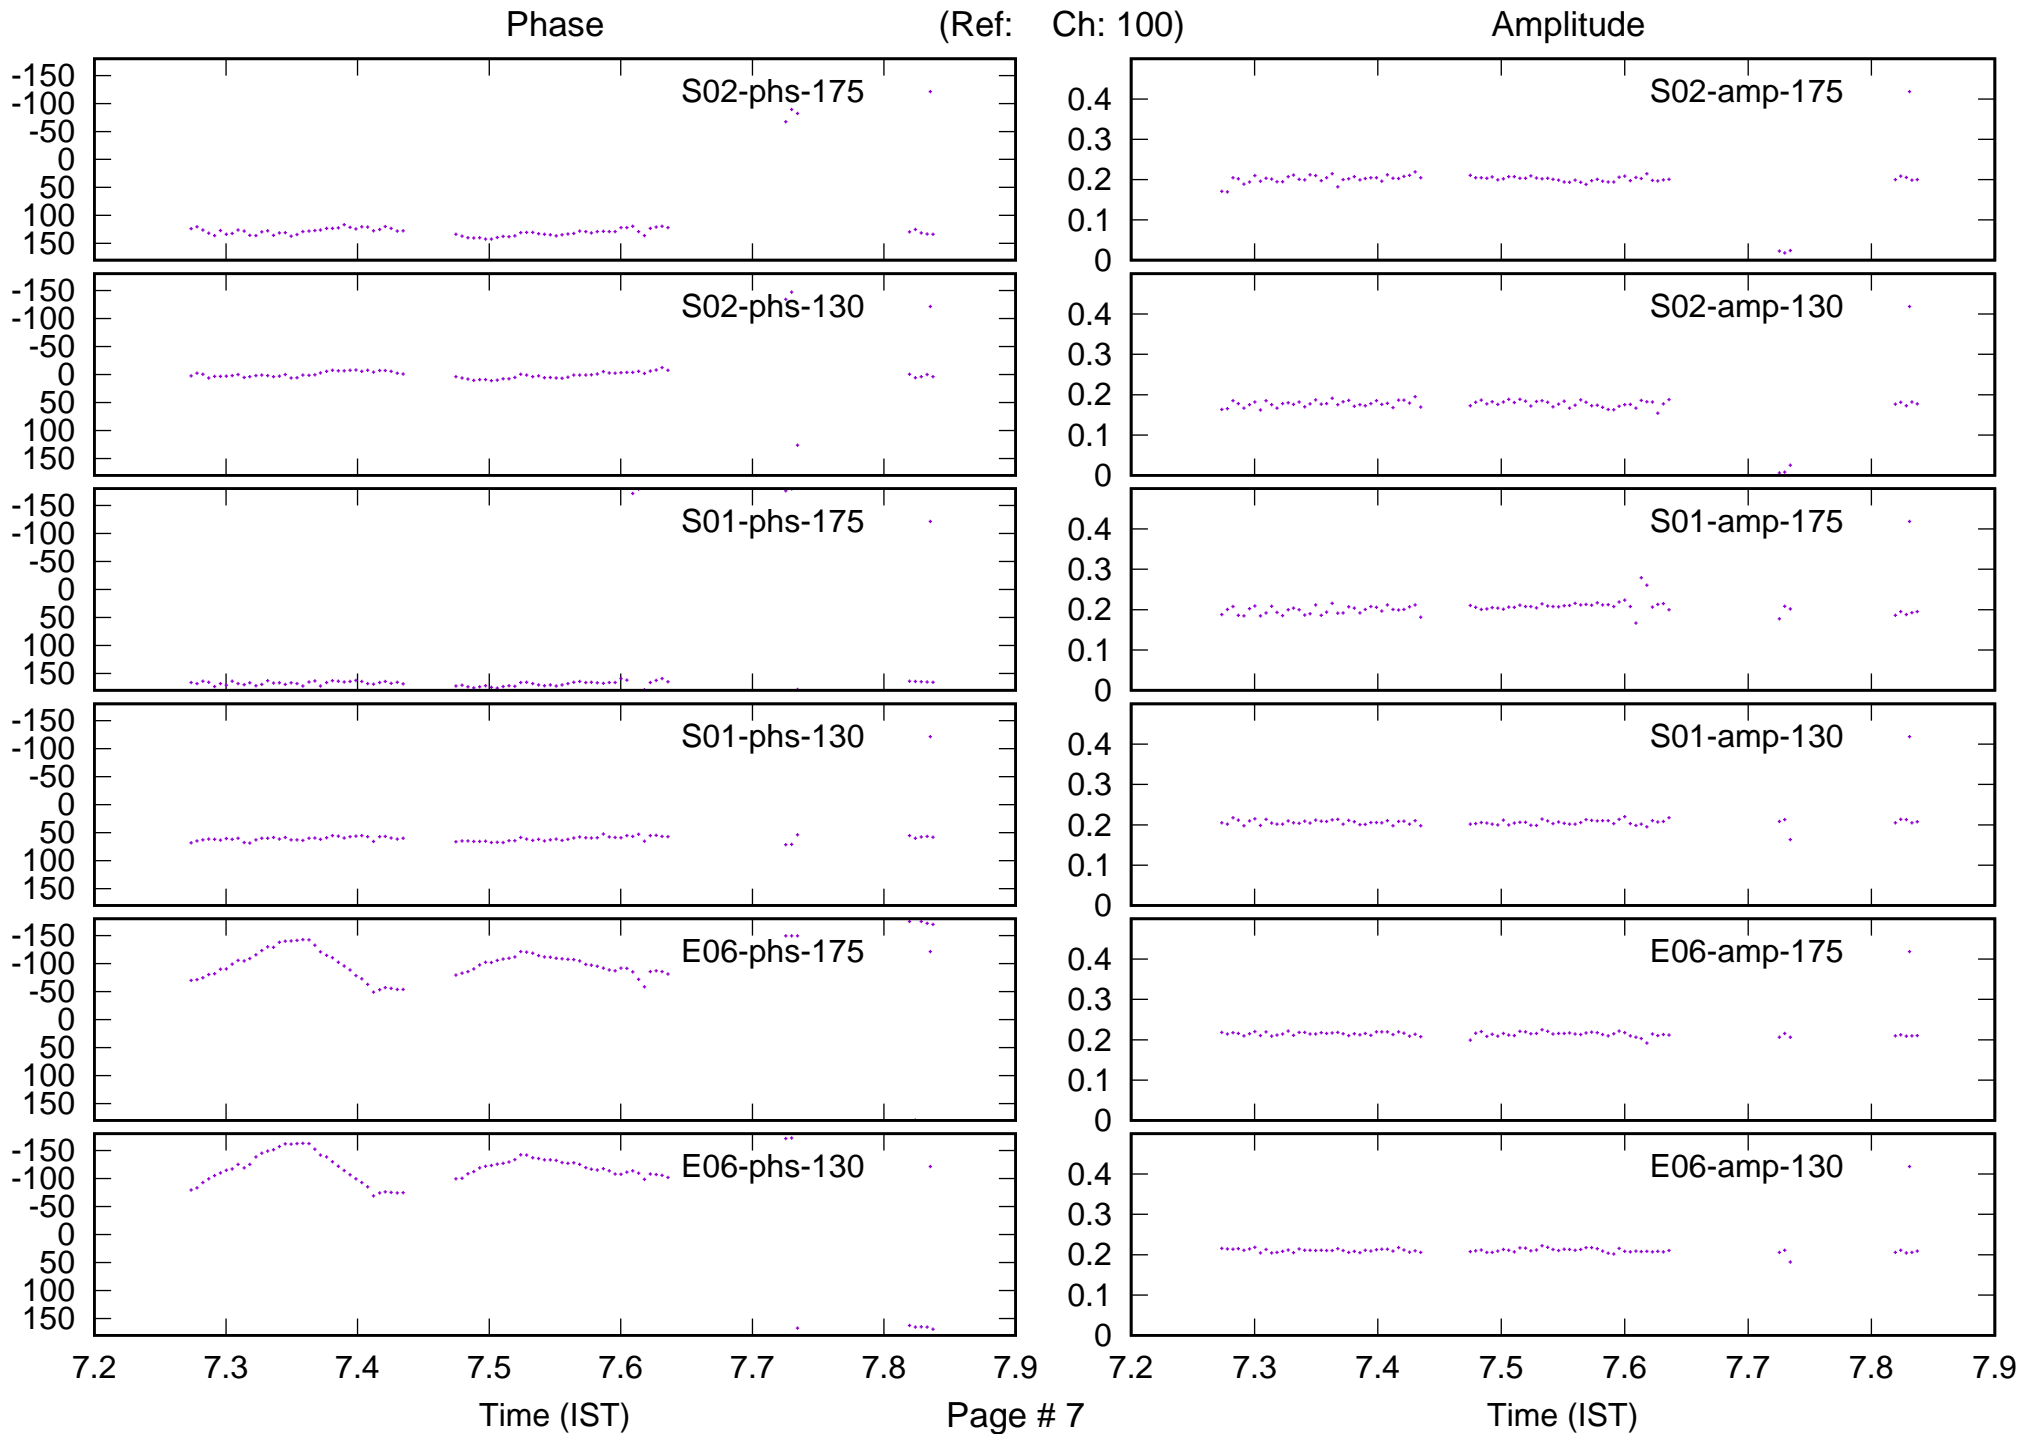 Phase (Ref: Ch: 100) Amplitude
-150 -100 -50 0 50 100 150 S02-phs-175
0.4 0.3 0.2 0.1 0 S02-amp-175
-150 -100 -50 0 50 100 150 S02-phs-130
0.4 0.3 0.2 0.1 0 S02-amp-130
-150 -100 -50 0 50 100 150 S01-phs-175
0.4 0.3 0.2 0.1 0 S01-amp-175
-150 -100 -50 0 50 100 150 S01-phs-130
0.4 0.3 0.2 0.1 0 S01-amp-130
-150 -100 -50 0 50 100 150 E06-phs-175
0.4 0.3 0.2 0.1 0 E06-amp-175
-150 -100 -50 0 50 100 150 E06-phs-130
0.4 0.3 0.2 0.1 0 E06-amp-130
7.2 7.3 7.4 7.5 7.6 7.7 7.8 7.9 7.2 7.3 7.4 7.5 7.6 7.7 7.8 7.9
Time (IST) Page # 7 Time (IST)